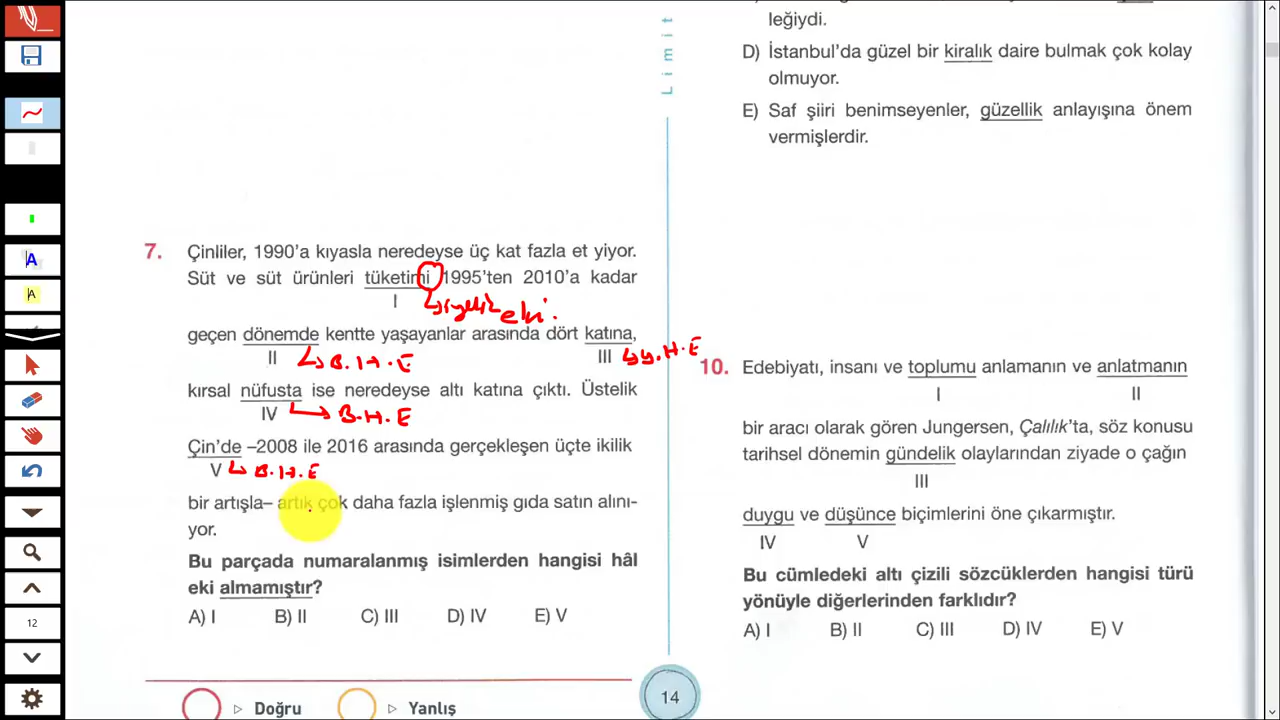 7. Çinliler, 1990'a kıyasla neredeyse üç kat fazla et yiyor.
Süt ve süt ürünleri tüketimi 1995'ten 2010'a kadar
I
iyelik eki.
geçen dönemde kentte yaşayanlar arasında dört katına,
II
B.H.E
III
y.H.E
kırsal nüfusta ise neredeyse altı katına çıktı. Üstelik
IV
B.H.E
Çin'de –2008 ile 2016 arasında gerçekleşen üçte ikilik
V
B.H.E
bir artışla– artık çok daha fazla işlenmiş gıda satın alını-
yor.
Bu parçada numaralanmış isimlerden hangisi hâl
eki almamıştır?
A) I B) II C) III D) IV E) V
▷ Doğru ▷ Yanlış
Limit
14
leğiydi.
D) İstanbul'da güzel bir kiralık daire bulmak çok kolay
olmuyor.
E) Saf şiiri benimseyenler, güzellik anlayışına önem
vermişlerdir.
10. Edebiyatı, insanı ve toplumu anlamanın ve anlatmanın
I II
bir aracı olarak gören Jungersen, Çalılık'ta, söz konusu
tarihsel dönemin gündelik olaylarından ziyade o çağın
III
duygu ve düşünce biçimlerini öne çıkarmıştır.
IV V
Bu cümledeki altı çizili sözcüklerden hangisi türü
yönüyle diğerlerinden farklıdır?
A) I B) II C) III D) IV E) V
A
A
12